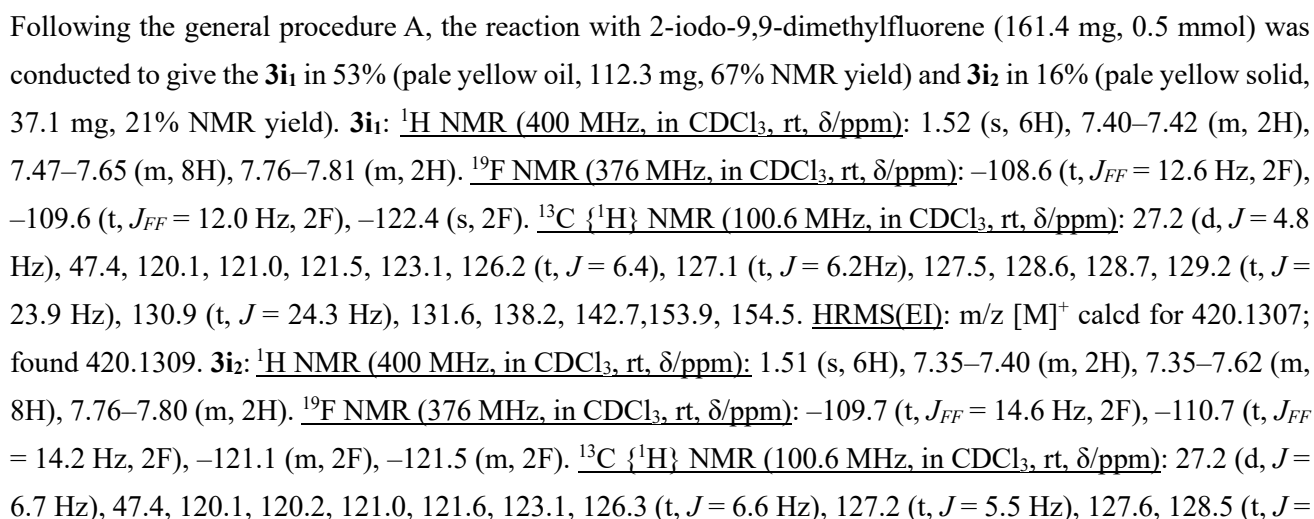 Following the general procedure A, the reaction with 2-iodo-9,9-dimethylfluorene (161.4 mg, 0.5 mmol) was
conducted to give the 3i₁ in 53% (pale yellow oil, 112.3 mg, 67% NMR yield) and 3i₂ in 16% (pale yellow solid,
37.1 mg, 21% NMR yield). 3i₁: ¹H NMR (400 MHz, in CDCl₃, rt, δ/ppm): 1.52 (s, 6H), 7.40–7.42 (m, 2H),
7.47–7.65 (m, 8H), 7.76–7.81 (m, 2H). ¹⁹F NMR (376 MHz, in CDCl₃, rt, δ/ppm): –108.6 (t, JFF = 12.6 Hz, 2F),
–109.6 (t, JFF = 12.0 Hz, 2F), –122.4 (s, 2F). ¹³C {¹H} NMR (100.6 MHz, in CDCl₃, rt, δ/ppm): 27.2 (d, J = 4.8
Hz), 47.4, 120.1, 121.0, 121.5, 123.1, 126.2 (t, J = 6.4), 127.1 (t, J = 6.2Hz), 127.5, 128.6, 128.7, 129.2 (t, J =
23.9 Hz), 130.9 (t, J = 24.3 Hz), 131.6, 138.2, 142.7,153.9, 154.5. HRMS(EI): m/z [M]⁺ calcd for 420.1307;
found 420.1309. 3i₂: ¹H NMR (400 MHz, in CDCl₃, rt, δ/ppm): 1.51 (s, 6H), 7.35–7.40 (m, 2H), 7.35–7.62 (m,
8H), 7.76–7.80 (m, 2H). ¹⁹F NMR (376 MHz, in CDCl₃, rt, δ/ppm): –109.7 (t, JFF = 14.6 Hz, 2F), –110.7 (t, JFF
= 14.2 Hz, 2F), –121.1 (m, 2F), –121.5 (m, 2F). ¹³C {¹H} NMR (100.6 MHz, in CDCl₃, rt, δ/ppm): 27.2 (d, J =
6.7 Hz), 47.4, 120.1, 120.2, 121.0, 121.6, 123.1, 126.3 (t, J = 6.6 Hz), 127.2 (t, J = 5.5 Hz), 127.6, 128.5 (t, J =